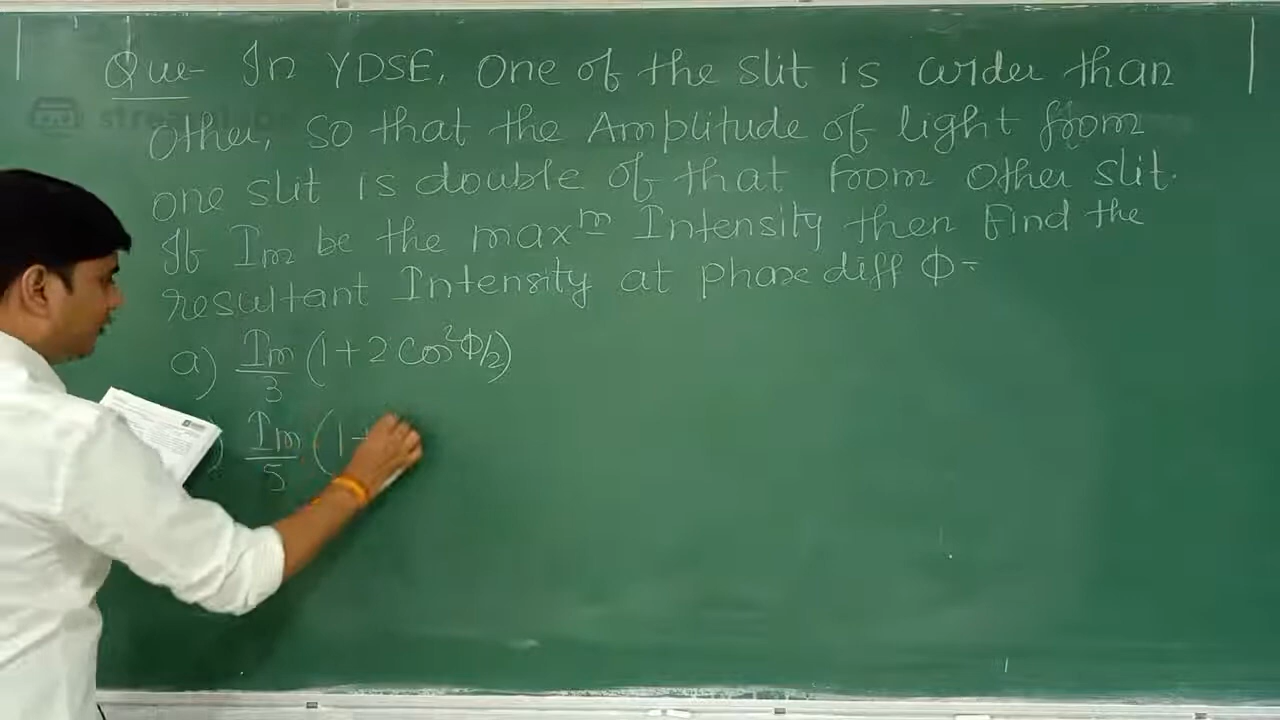 Que- In YDSE, One of the slit is wider than
Other, so that the Amplitude of light from
one slit is double of that from other slit.
If Im be the max^m Intensity then Find the
resultant Intensity at phase diff Φ-
a) Im/3 (1+2 Cos²Φ/2)
) Im/5 (1+